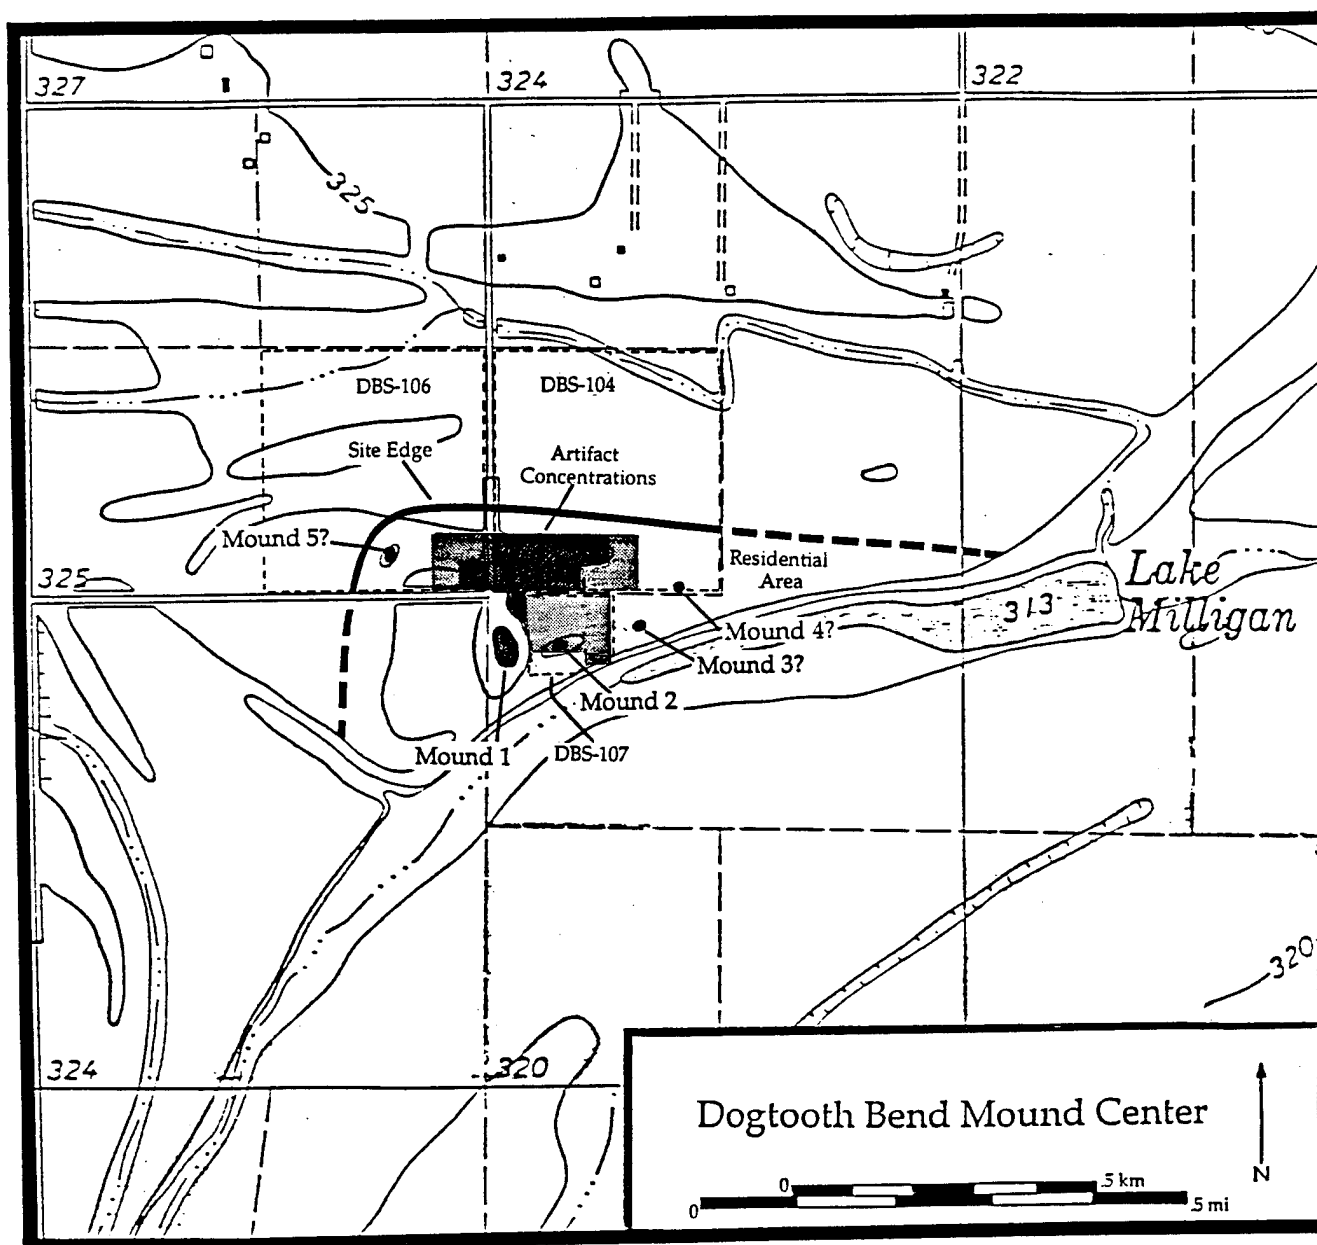 327
324
322
325
DBS-106
DBS-104
Site Edge
Artifact
Concentrations
Mound 5?
Residential
Area
325
Lake
Milligan
313
Mound 4?
Mound 3?
Mound 2
Mound 1
DBS-107
320
324
320
Dogtooth Bend Mound Center
0 .5 km
0 .5 mi
N